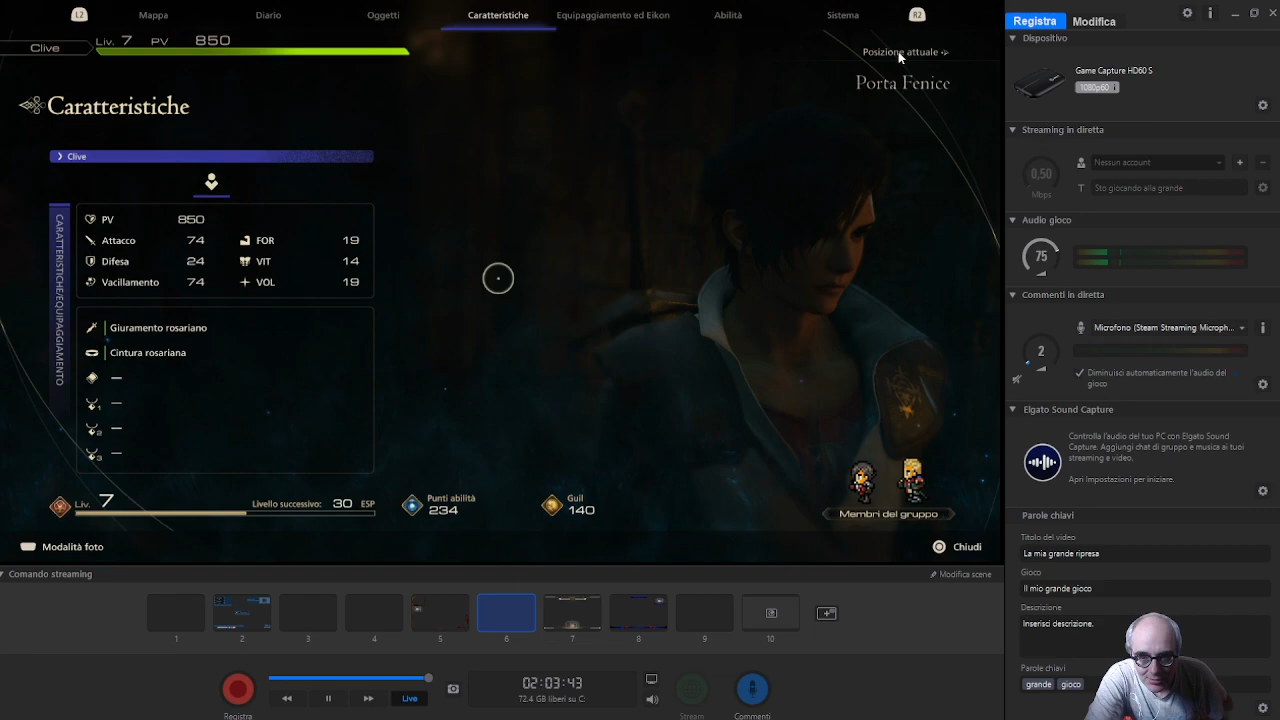 L2
Mappa
Diario
Oggetti
Caratteristiche
Equipaggiamento ed Eikon
Abilità
Sistema
R2
Clive
Liv. 7 PV 850
Posizione attuale
Porta Fenice
Caratteristiche
Clive
CARATTERISTICHE/EQUIPAGGIAMENTO
PV 850
Attacco 74 FOR 19
Difesa 24 VIT 14
Vacillamento 74 VOL 19
Giuramento rosariano
Cintura rosariana
—
1 —
2 —
3 —
Liv. 7
Livello successivo: 30 ESP
Punti abilità
234
Guil
140
Membri del gruppo
Modalità foto
Chiudi
Registra
Modifica
Dispositivo
Game Capture HD60 S
1080p60
Streaming in diretta
0,50
Mbps
Nessun account
Sto giocando alla grande
Audio gioco
75
Commenti in diretta
2
Microfono (Steam Streaming Microph...
Diminuisci automaticamente l'audio del
gioco
Elgato Sound Capture
Controlla l'audio del tuo PC con Elgato Sound
Capture. Aggiungi chat di gruppo e musica ai tuoi
streaming e video.
Apri Impostazioni per iniziare.
Parole chiavi
Titolo del video
La mia grande ripresa
Gioco
Il mio grande gioco
Descrizione
Inserisci descrizione.
Parole chiavi
grande
gioco
Comando streaming
Modifica scene
1
2
3
4
5
6
7
8
9
10
Registra
Live
02:03:43
72.4 GB liberi su C:
Stream
Commenti